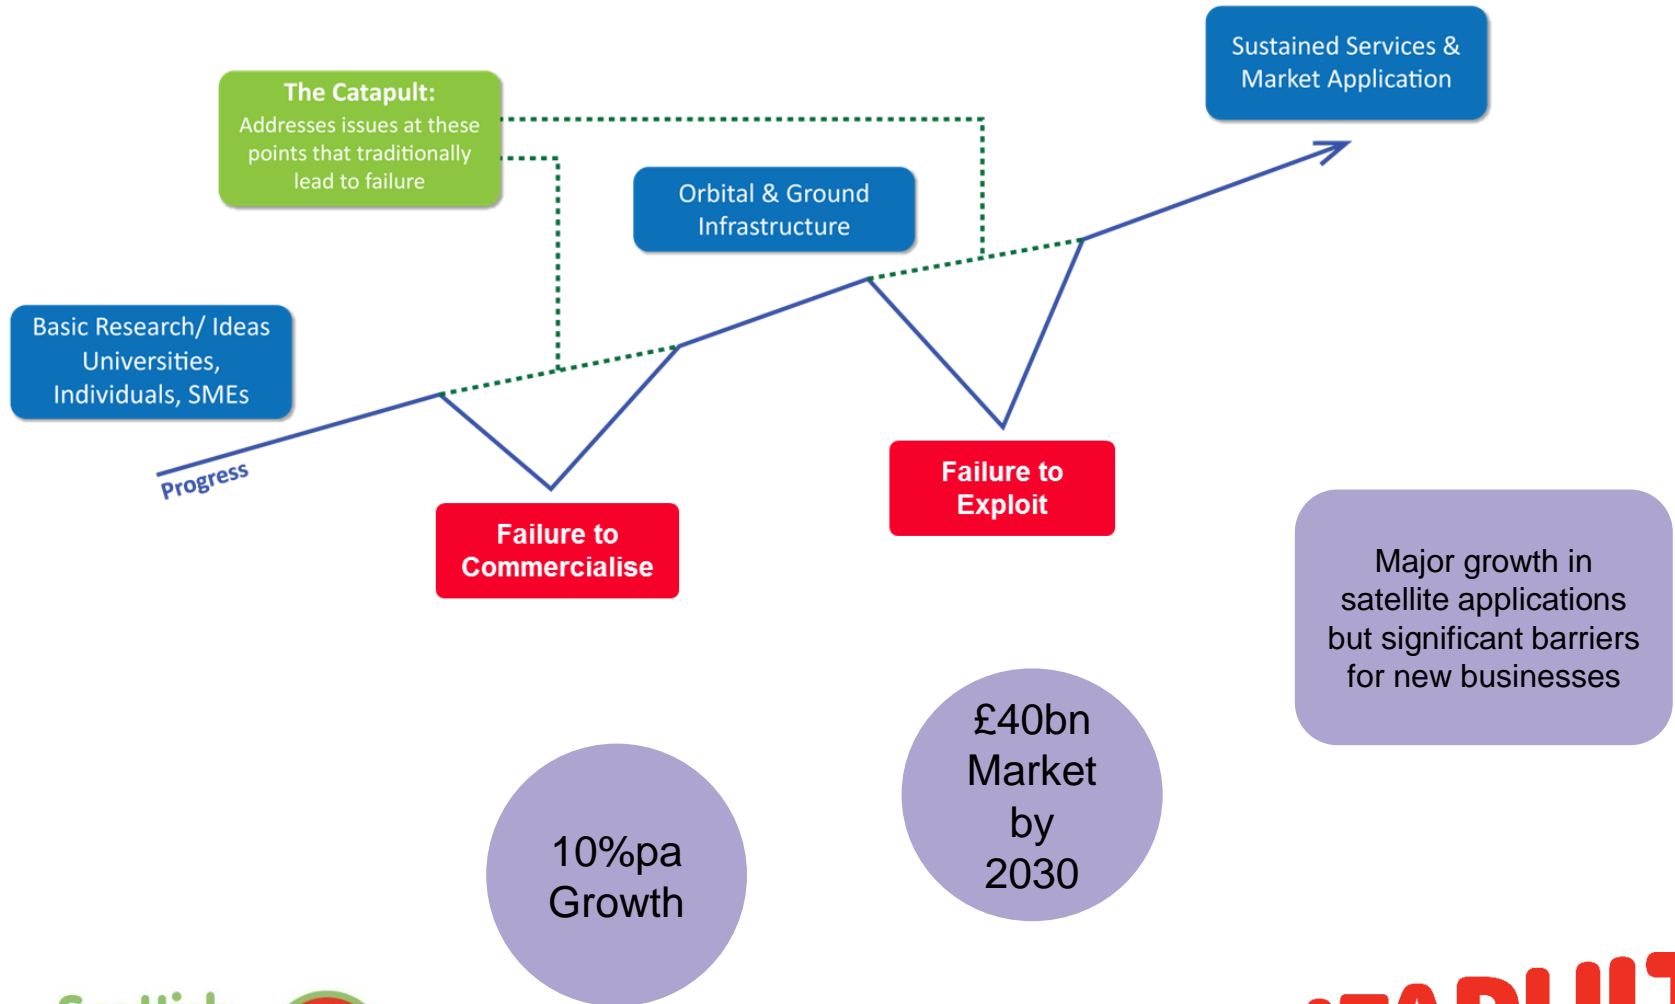 Sustained Services &
Market Application
The Catapult:
Addresses issues at these
points that traditionally
lead to failure
Orbital & Ground
Infrastructure
Basic Research/ Ideas
Universities,
Individuals, SMEs
Progress
Failure to
Exploit
Failure to
Commercialise
Major growth in
satellite applications
but significant barriers
for new businesses
£40bn
Market
by
2030
10%pa
Growth